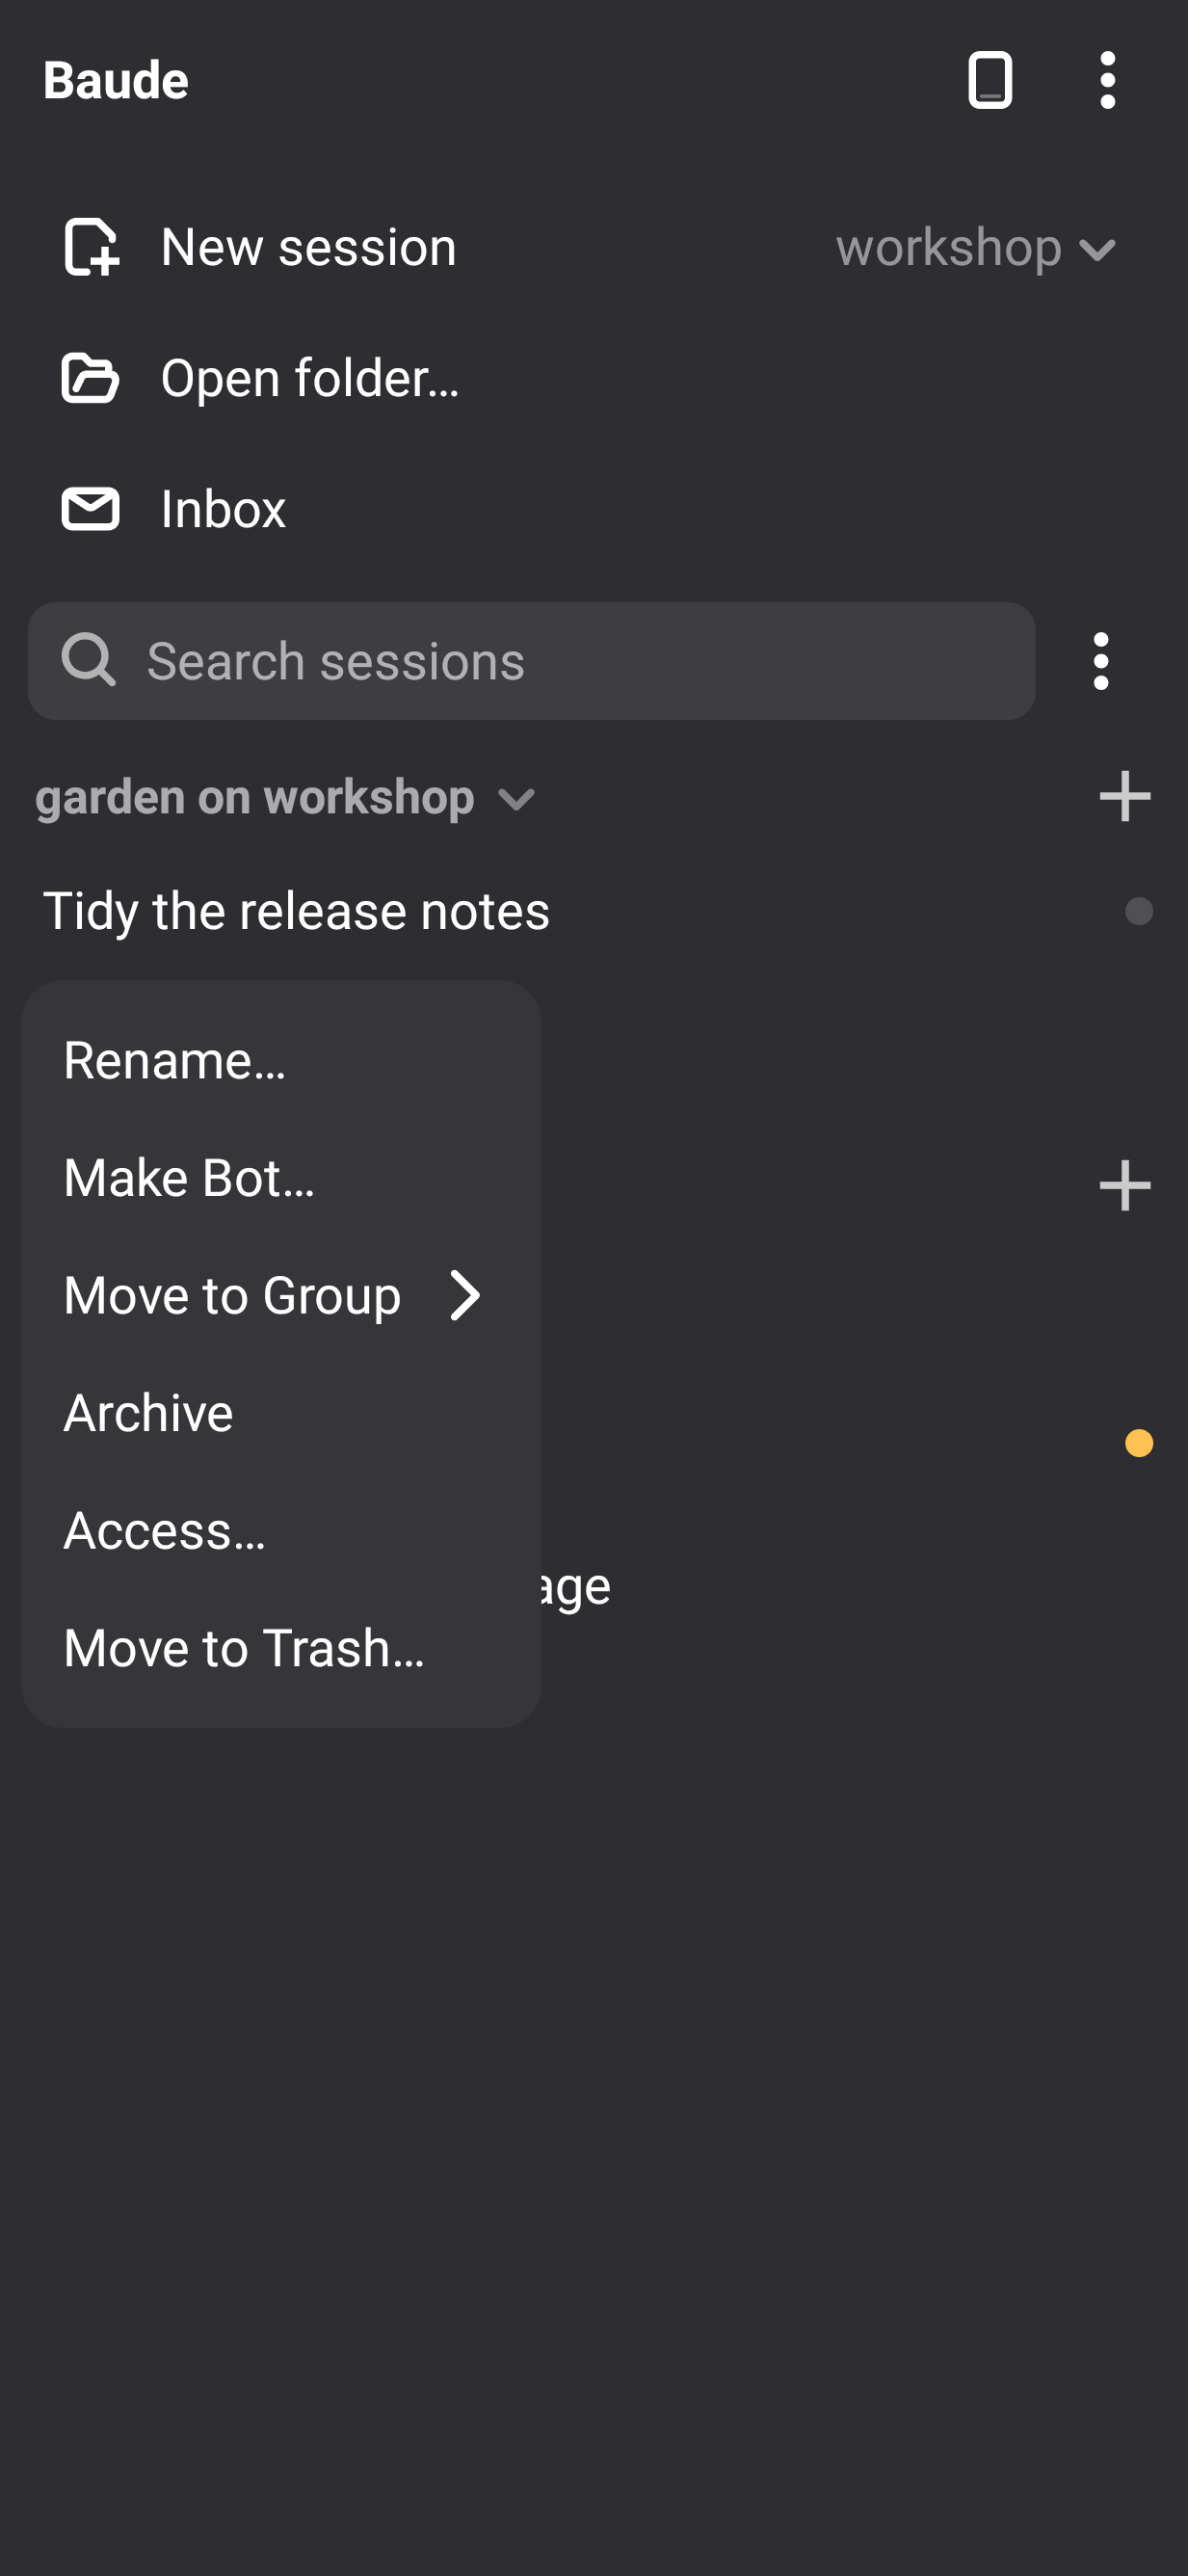 Baude
New session
workshop
Open folder…
Inbox
Search sessions
garden on workshop
Tidy the release notes
Rename…
Make Bot…
Move to Group
Archive
Access…
Move to Trash…